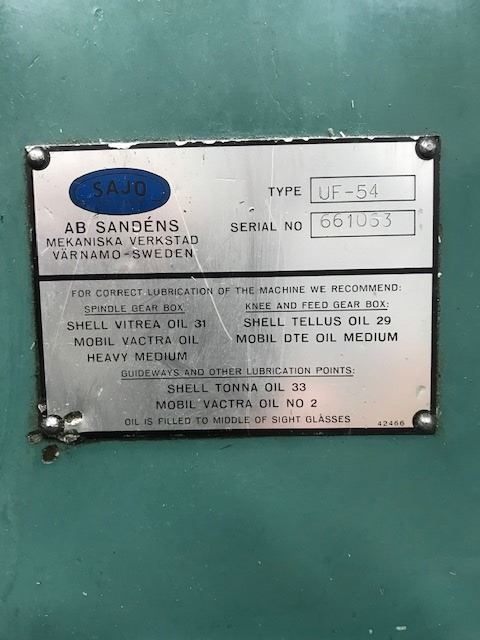 SAJO
TYPE UF-54
AB SANDÉNS
MEKANISKA VERKSTAD
VÄRNAMO-SWEDEN
SERIAL NO 661063
FOR CORRECT LUBRICATION OF THE MACHINE WE RECOMMEND:
SPINDLE GEAR BOX
SHELL VITREA OIL 31
MOBIL VACTRA OIL
HEAVY MEDIUM
KNEE AND FEED GEAR BOX:
SHELL TELLUS OIL 29
MOBIL DTE OIL MEDIUM
GUIDEWAYS AND OTHER LUBRICATION POINTS:
SHELL TONNA OIL 33
MOBIL VACTRA OIL NO 2
OIL IS FILLED TO MIDDLE OF SIGHT GLÄSSES
42466